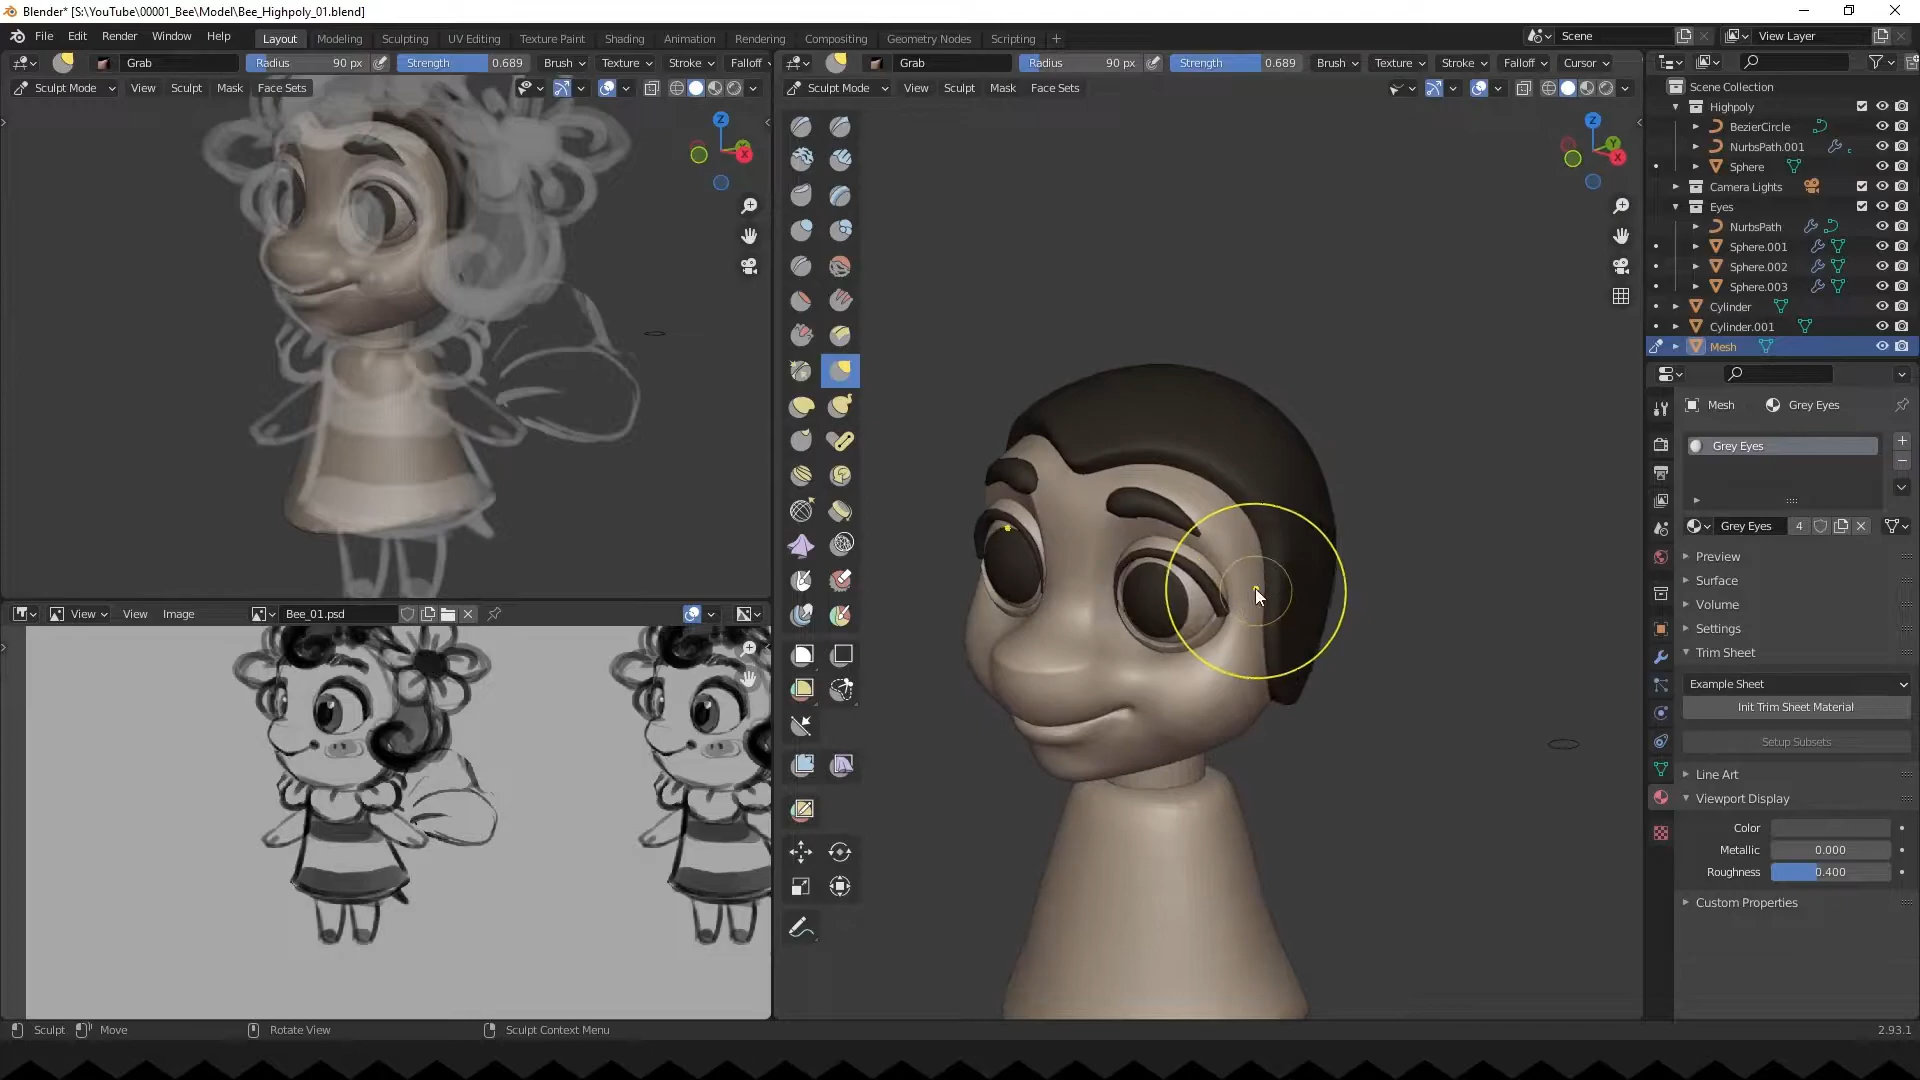 Blender* [S:\YouTube\00001_Bee\Model\Bee_Highpoly_01.blend]
File Edit Render Window Help
Layout Modeling Sculpting UV Editing Texture Paint Shading Animation Rendering Compositing Geometry Nodes Scripting +
Scene
View Layer
Grab Radius 90 px Strength 0.689 Brush Texture Stroke Falloff
Grab Radius 90 px Strength 0.689 Brush Texture Stroke Falloff Cursor
Sculpt Mode View Sculpt Mask Face Sets
Sculpt Mode View Sculpt Mask Face Sets
Z
X
Z
Y
X
Scene Collection
Highpoly
BezierCircle
NurbsPath.001
Sphere
Camera Lights
Eyes
NurbsPath
Sphere.001
Sphere.002
Sphere.003
Cylinder
Cylinder.001
Mesh
Mesh Grey Eyes
Grey Eyes
Grey Eyes 4
Preview
Surface
Volume
Settings
Trim Sheet
Example Sheet
Init Trim Sheet Material
Setup Subsets
Line Art
Viewport Display
Color
Metallic 0.000
Roughness 0.400
Custom Properties
View View Image Bee_01.psd
Sculpt Move Rotate View Sculpt Context Menu
2.93.1